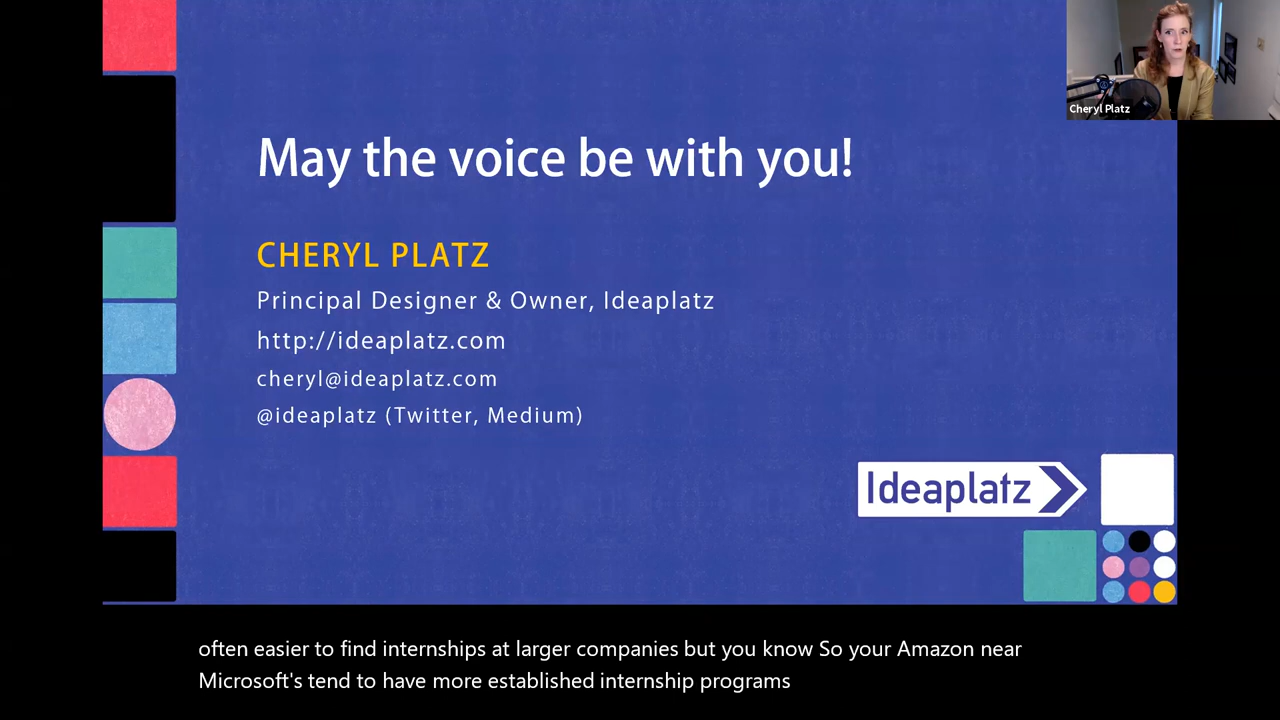 Cheryl Platz
May the voice be with you!
CHERYL PLATZ
Principal Designer & Owner, Ideaplatz
http://ideaplatz.com
cheryl@ideaplatz.com
@ideaplatz (Twitter, Medium)
Ideaplatz
often easier to find internships at larger companies but you know So your Amazon near
Microsoft's tend to have more established internship programs